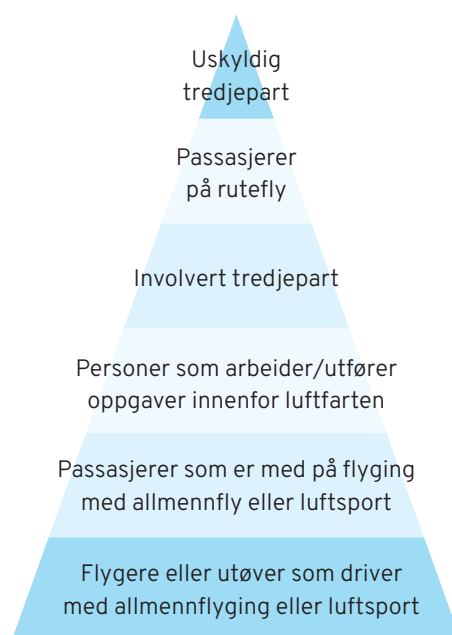 Uskyldig
tredjepart
Passasjerer
på rutefly
Involvert tredjepart
Personer som arbeider/utfører
oppgaver innenfor luftfarten
Passasjerer som er med på flyging
med allmennfly eller luftsport
Flygere eller utøver som driver
med allmennflyging eller luftsport